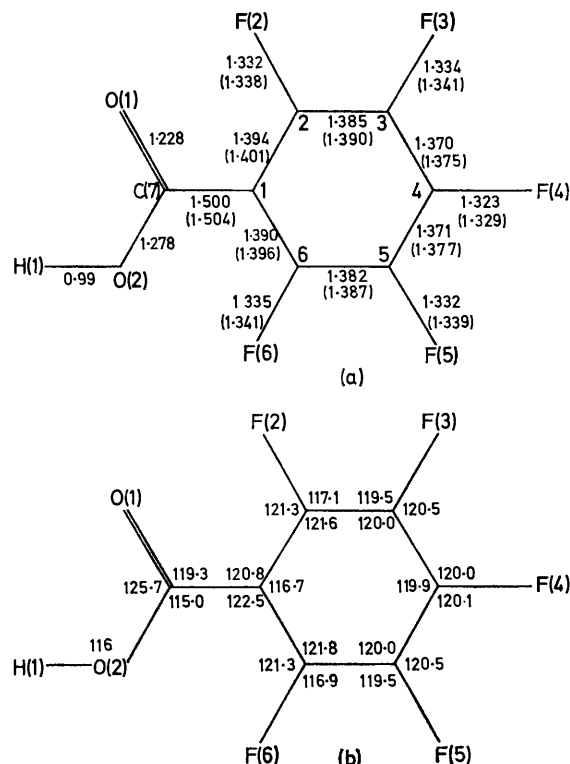 F(2) F(3)
1·332 1·334
(1·338) (1·341)
O(1)
2 1·385 3
(1·390)
1·228 1·394 1·370
(1·401) (1·375)
C(7) 1·500 1 4 1·323 F(4)
(1·504) (1·329)
1·278 1·390 1·371
(1·396) (1·377)
H(1) 0·99 O(2) 6 1·382 5
(1·387)
1 335 1·332
(1·341) (1·339)
F(6) F(5)
(a)
F(2) F(3)
O(1)
117·1 119·5
121·3 121·6 120·0 120·5
119·3 120·8 120·0
125·7 116·7 119·9 F(4)
115·0 122·5 120·1
116
H(1) O(2) 121·8 120·0
121·3 120·5
116·9 119·5
F(6) F(5)
(b)